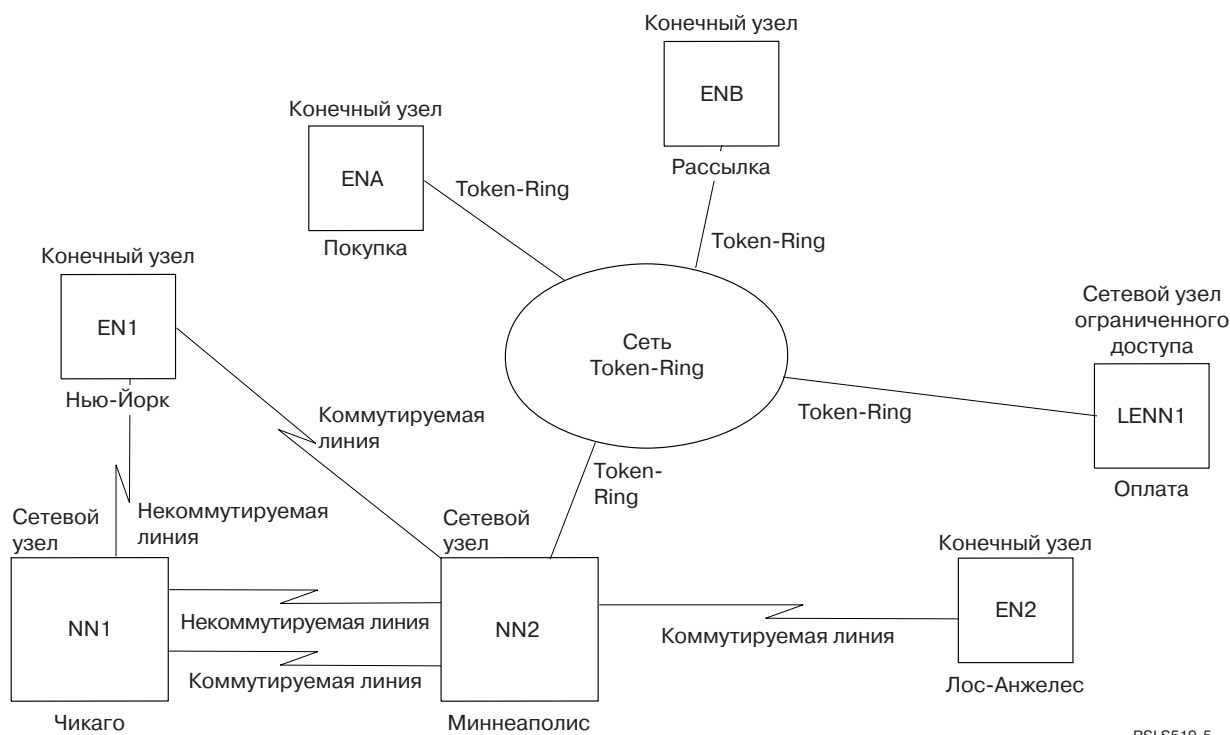 Конечный узел
ENB
Рассылка
Token-Ring
Конечный узел
ENA
Покупка
Token-Ring
Конечный узел
EN1
Нью-Йорк
Сеть
Token-Ring
Сетевой узел
ограниченного
доступа
LENN1
Оплата
Token-Ring
Коммутируемая
линия
Token-
Ring
Некоммутируемая
линия
Сетевой
узел
NN1
Чикаго
Некоммутируемая линия
Коммутируемая линия
Сетевой
узел
NN2
Миннеаполис
Коммутируемая линия
Конечный узел
EN2
Лос-Анжелес